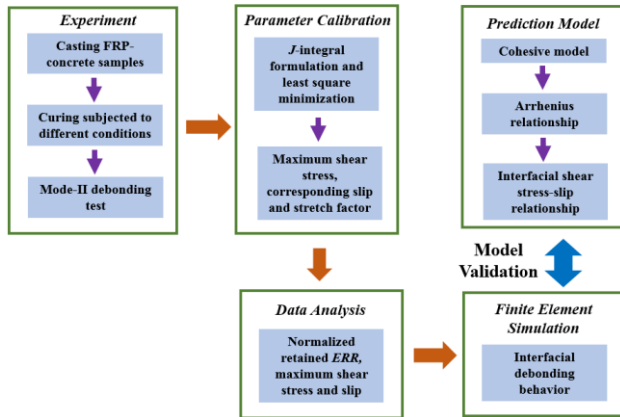 Experiment
Casting FRP-
concrete samples
Curing subjected to
different conditions
Mode-II debonding
test
Parameter Calibration
J-integral
formulation and
least square
minimization
Maximum shear
stress,
corresponding slip
and stretch factor
Prediction Model
Cohesive model
Arrhenius
relationship
Interfacial shear
stress-slip
relationship
Model
Validation
Data Analysis
Normalized
retained ERR,
maximum shear
stress and slip
Finite Element
Simulation
Interfacial
debonding
behavior